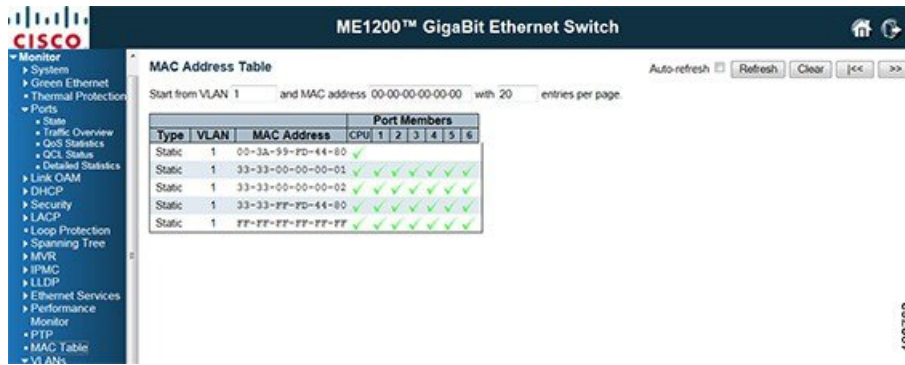 CISCO
ME1200™ GigaBit Ethernet Switch
Monitor
System
Green Ethernet
Thermal Protection
Ports
State
Traffic Overview
QoS Statistics
QCL Status
Detailed Statistics
Link OAM
DHCP
Security
LACP
Loop Protection
Spanning Tree
MVR
IPMC
LLDP
Ethernet Services
Performance
Monitor
PTP
MAC Table
VLANs
MAC Address Table
Auto-refresh Refresh Clear |<< >>
Start from VLAN 1 and MAC address 00-00-00-00-00-00 with 20 entries per page.
Port Members
Type VLAN MAC Address CPU 1 2 3 4 5 6
Static 1 00-3A-99-FD-44-80
Static 1 33-33-00-00-00-01
Static 1 33-33-00-00-00-02
Static 1 33-33-FF-FD-44-80
Static 1 FF-FF-FF-FF-FF-FF